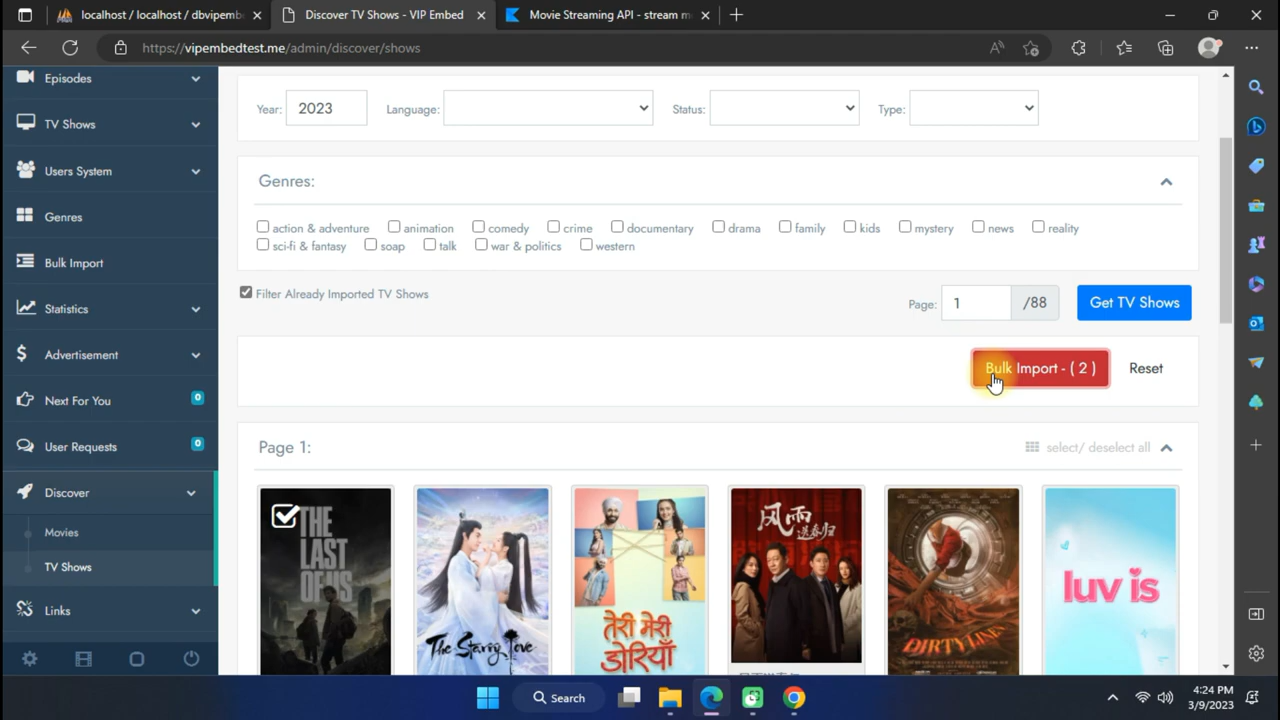 localhost / localhost / dbvipemb
Discover TV Shows - VIP Embed
Movie Streaming API - stream m
https://vipembedtest.me/admin/discover/shows
Episodes
TV Shows
Users System
Genres
Bulk Import
Statistics
Advertisement
Next For You 0
User Requests 0
Discover
Movies
TV Shows
Links
Year: 2023 Language: Status: Type:
Genres:
action & adventure animation comedy crime documentary drama family kids mystery news reality
sci-fi & fantasy soap talk war & politics western
Filter Already Imported TV Shows
Page: 1 /88 Get TV Shows
Bulk Import - ( 2 ) Reset
Page 1: select/ deselect all
THE
LAST
OF US
The Starry Love
तेरी मेरी
डोरियाँ
风雨
送春归
DIRTY LINES
luv is
Search
4:24 PM
3/9/2023